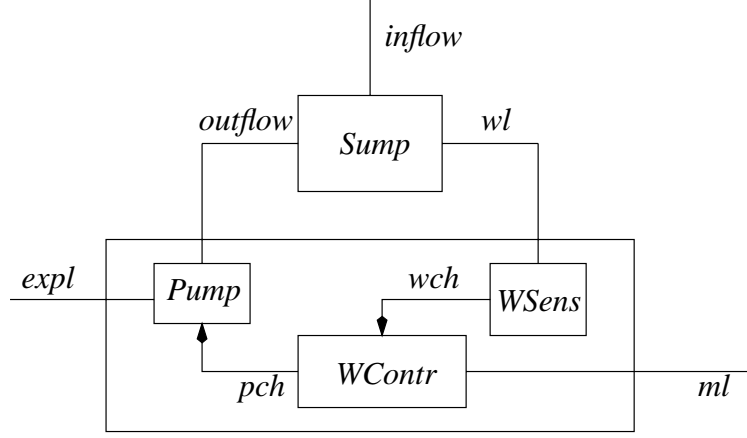 inflow
outflow
Sump
wl
expl
Pump
wch
WSens
pch
WContr
ml